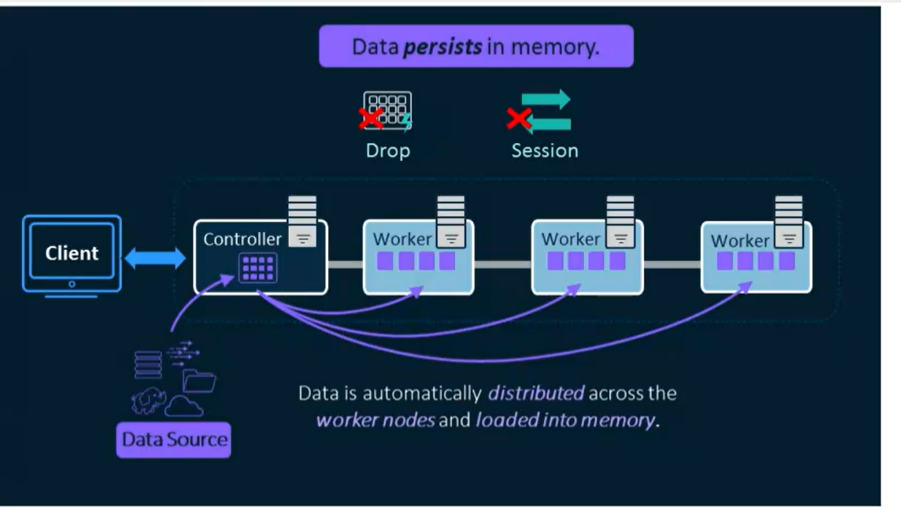 Data persists in memory.
Drop
Session
Client
Controller
Worker
Worker
Worker
Data is automatically distributed across the
worker nodes and loaded into memory.
Data Source